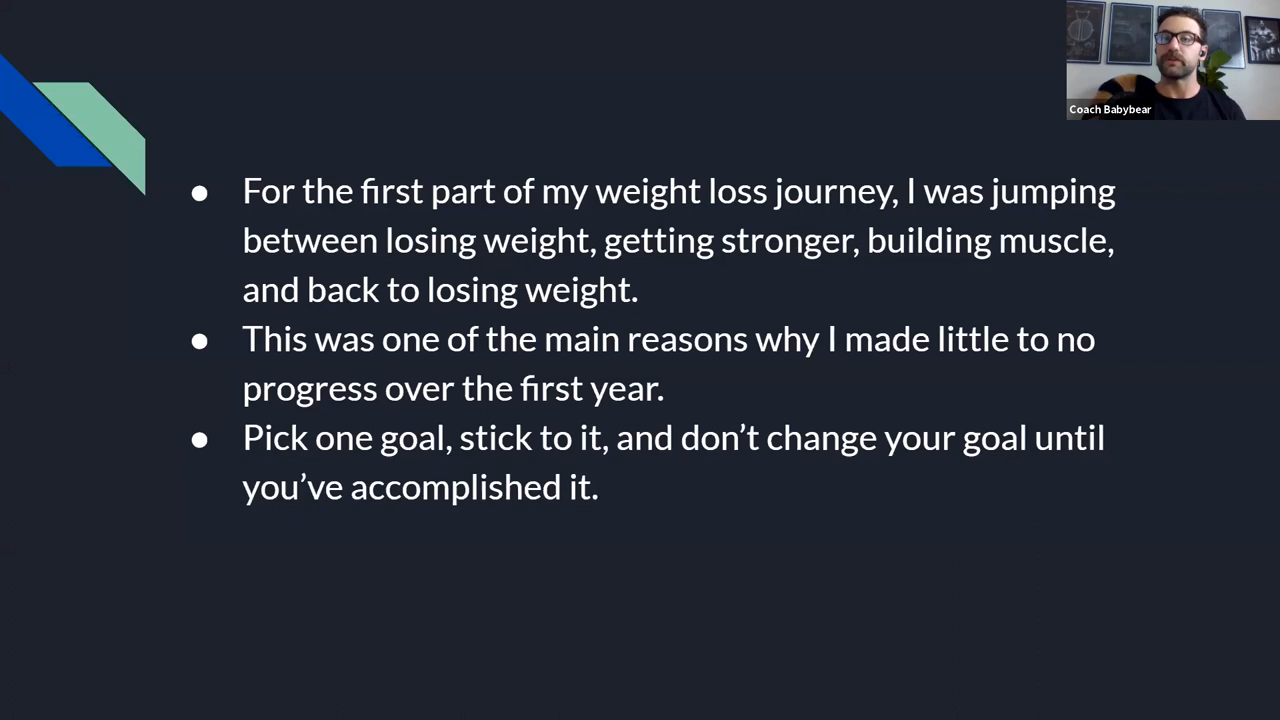 Coach Babybear
● For the first part of my weight loss journey, I was jumping
between losing weight, getting stronger, building muscle,
and back to losing weight.
● This was one of the main reasons why I made little to no
progress over the first year.
● Pick one goal, stick to it, and don’t change your goal until
you’ve accomplished it.